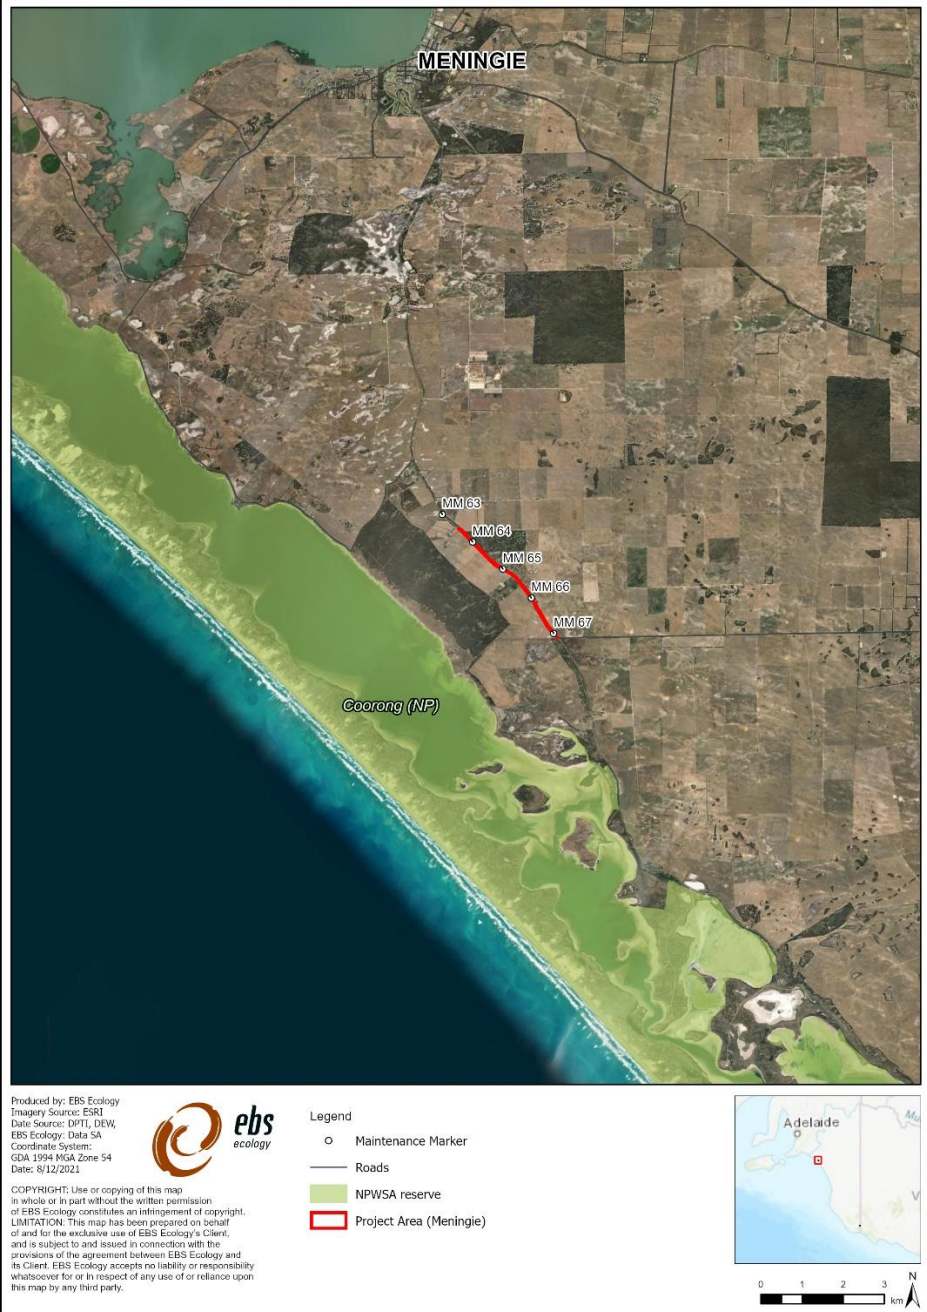 MENINGIE
MM 63
MM 64
MM 65
MM 66
MM 67
Coorong (NP)
Produced by: EBS Ecology
Imagery Source: ESRI
Date Source: DPTI, DEW,
EBS Ecology: Data SA
Coordinate System:
GDA 1994 MGA Zone 54
Date: 8/12/2021
COPYRIGHT: Use or copying of this map
in whole or in part without the written permission
of EBS Ecology constitutes an infringement of copyright.
LIMITATION: This map has been prepared on behalf
of and for the exclusive use of EBS Ecology's Client,
and is subject to and issued in connection with the
provisions of the agreement between EBS Ecology and
its Client. EBS Ecology accepts no liability or responsibility
whatsoever for or in respect of any use of or reliance upon
this map by any third party.
ebs
ecology
Legend
Maintenance Marker
Roads
NPWSA reserve
Project Area (Meningie)
Adelaide
Mu
V
0 1 2 3
km
N